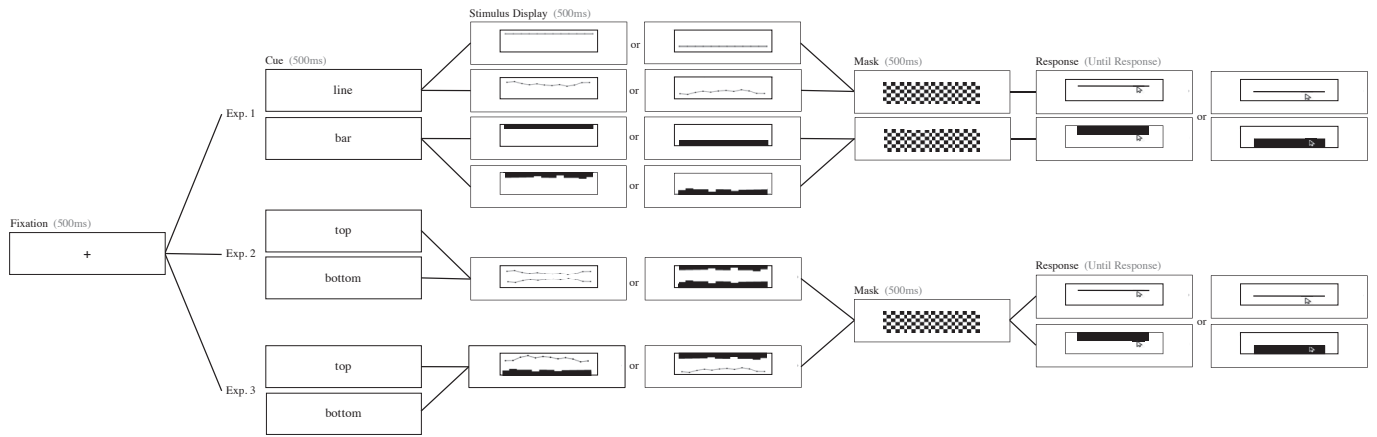 Stimulus Display (500ms)
Cue (500ms)
or
Mask (500ms)
Response (Until Response)
line
or
Exp. 1
or
bar
or
or
Fixation (500ms)
+
top
Exp. 2
bottom
or
Response (Until Response)
Mask (500ms)
or
top
or
Exp. 3
bottom